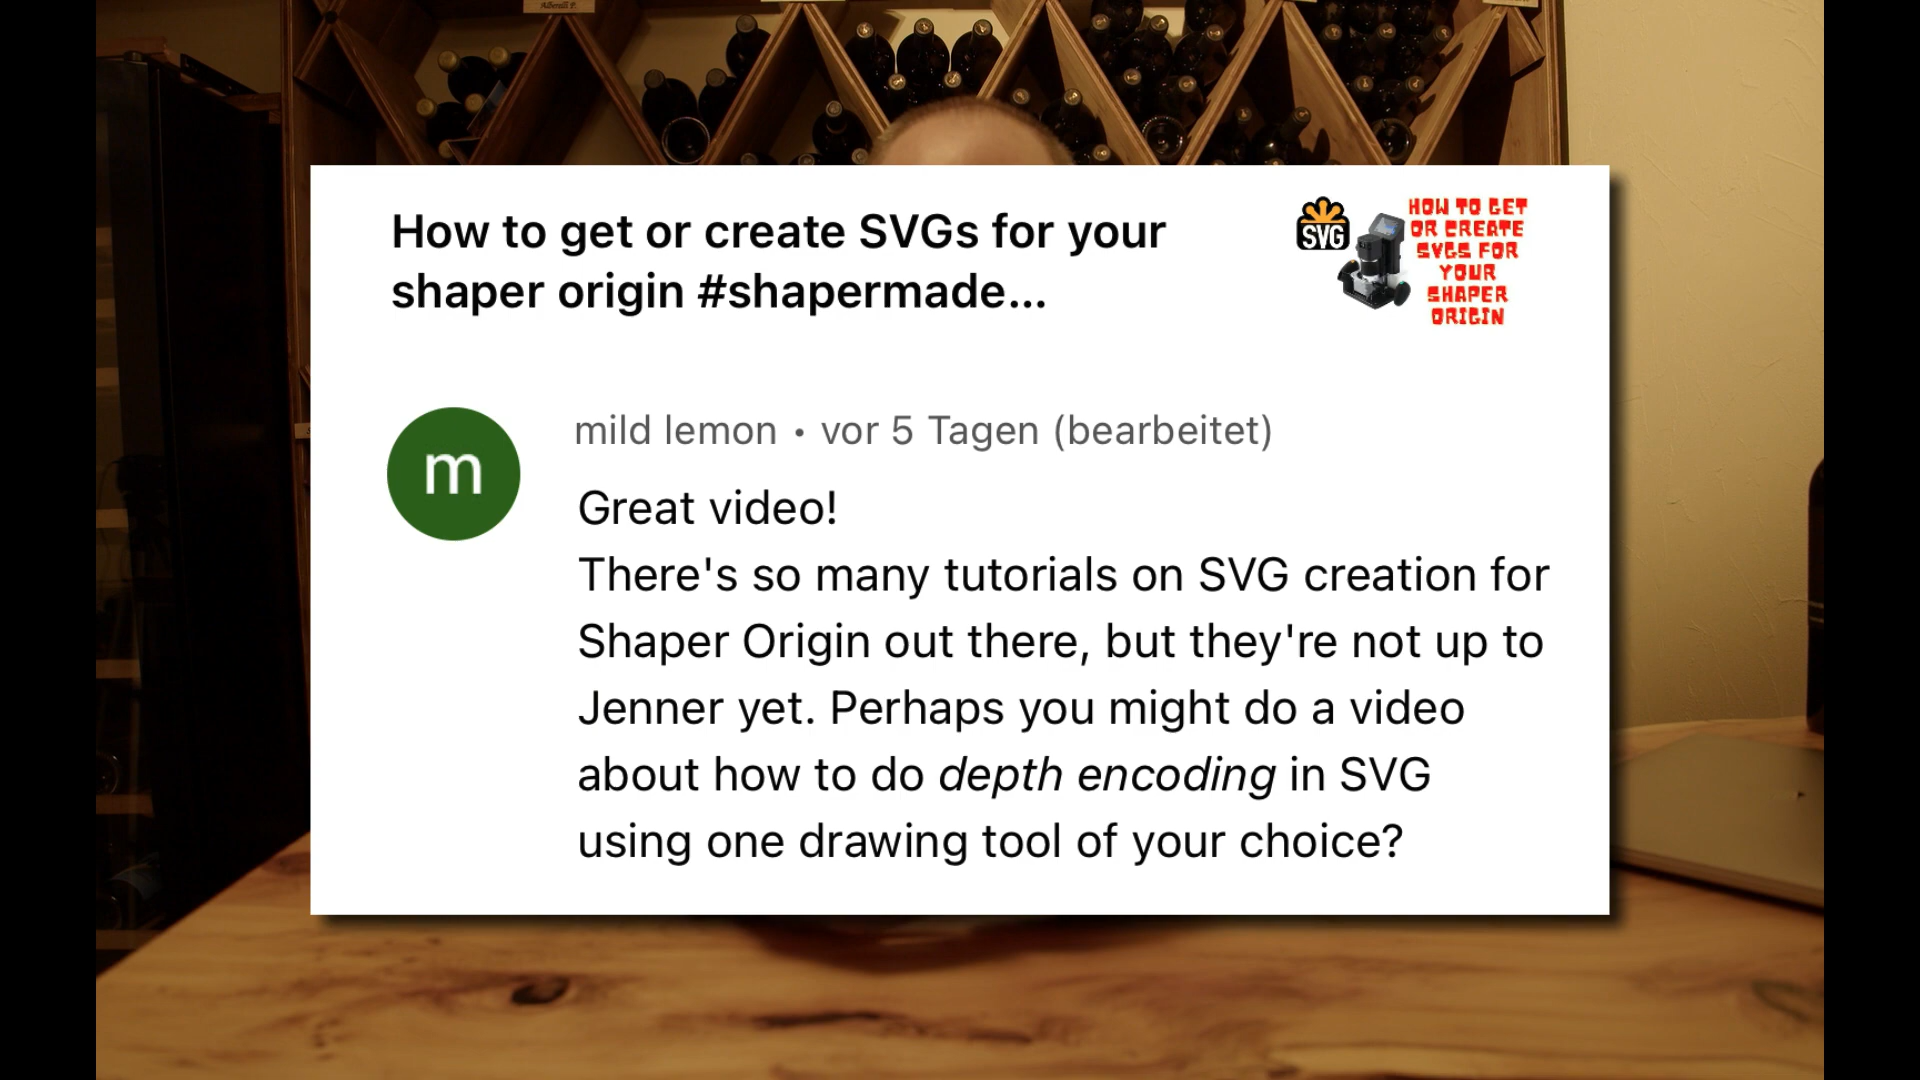 Alberelli P.
How to get or create SVGs for your
shaper origin #shapermade...
SVG
HOW TO GET
OR CREATE
SVGS FOR
YOUR
SHAPER
ORIGIN
m
mild lemon • vor 5 Tagen (bearbeitet)
Great video!
There's so many tutorials on SVG creation for
Shaper Origin out there, but they're not up to
Jenner yet. Perhaps you might do a video
about how to do depth encoding in SVG
using one drawing tool of your choice?